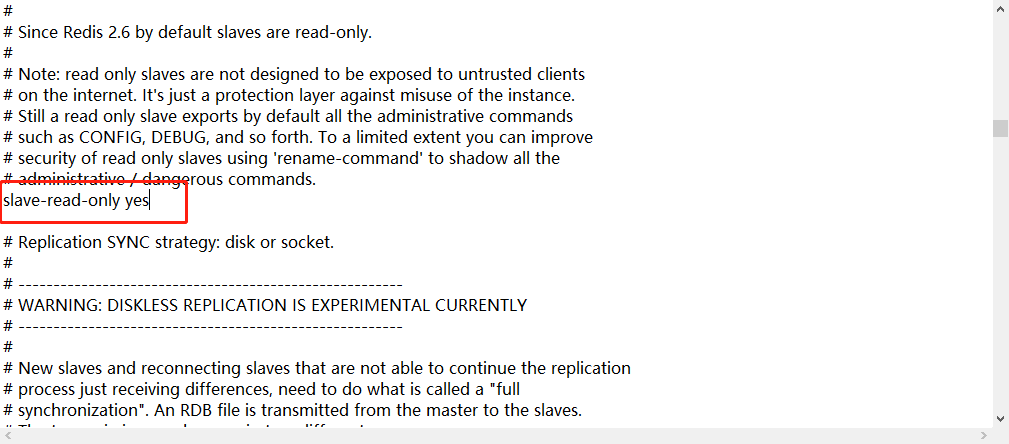 #
# Since Redis 2.6 by default slaves are read-only.
#
# Note: read only slaves are not designed to be exposed to untrusted clients
# on the internet. It's just a protection layer against misuse of the instance.
# Still a read only slave exports by default all the administrative commands
# such as CONFIG, DEBUG, and so forth. To a limited extent you can improve
# security of read only slaves using 'rename-command' to shadow all the
# administrative / dangerous commands.
slave-read-only yes
# Replication SYNC strategy: disk or socket.
#
# -------------------------------------------------------
# WARNING: DISKLESS REPLICATION IS EXPERIMENTAL CURRENTLY
# -------------------------------------------------------
#
# New slaves and reconnecting slaves that are not able to continue the replication
# process just receiving differences, need to do what is called a "full
# synchronization". An RDB file is transmitted from the master to the slaves.